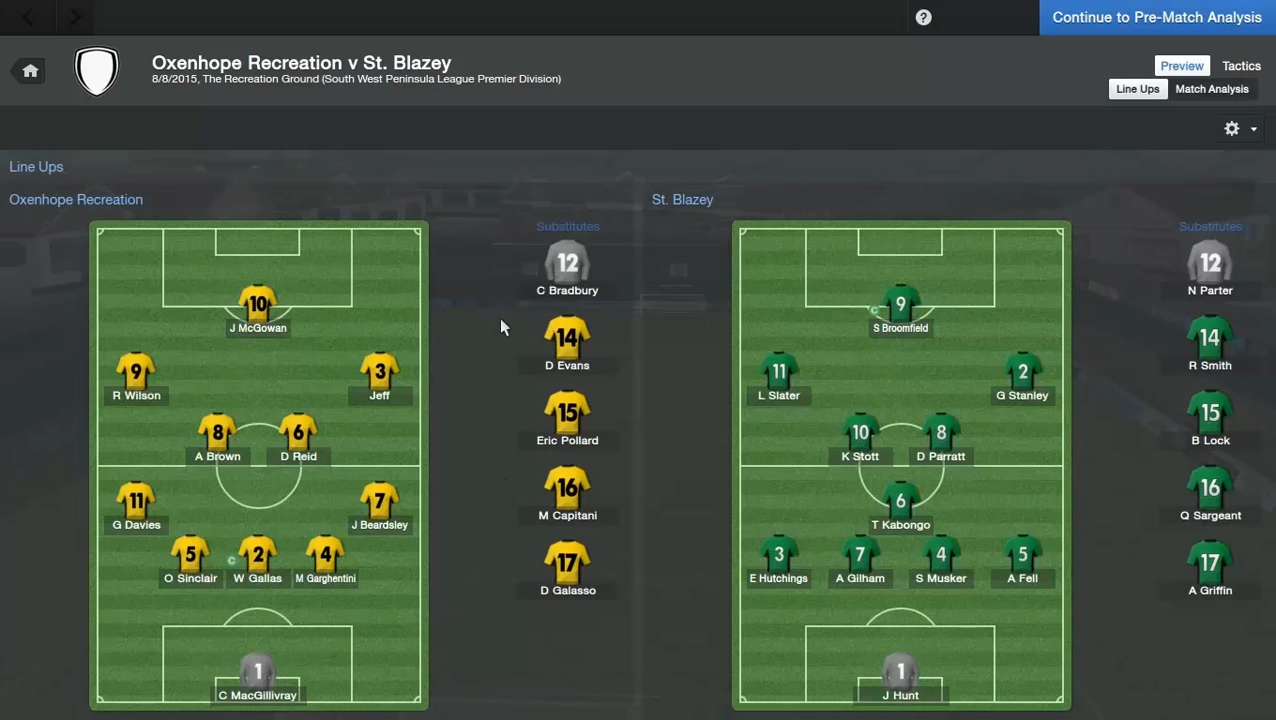 ?
Continue to Pre-Match Analysis
Oxenhope Recreation v St. Blazey
8/8/2015, The Recreation Ground (South West Peninsula League Premier Division)
Preview
Tactics
Line Ups
Match Analysis
Line Ups
Oxenhope Recreation
10
J McGowan
9
R Wilson
3
Jeff
8
A Brown
6
D Reid
11
G Davies
7
J Beardsley
5
O Sinclair
C
2
W Gallas
4
M Garghentini
1
C MacGillivray
Substitutes
12
C Bradbury
14
D Evans
15
Eric Pollard
16
M Capitani
17
D Galasso
St. Blazey
C
9
S Broomfield
11
L Slater
2
G Stanley
10
K Stott
8
D Parratt
6
T Kabongo
3
E Hutchings
7
A Gilham
4
S Musker
5
A Fell
1
J Hunt
Substitutes
12
N Parter
14
R Smith
15
B Lock
16
Q Sargeant
17
A Griffin